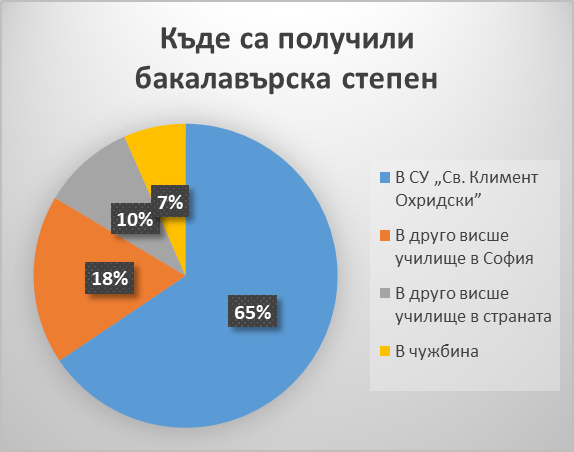 Къде са получили
бакалавърска степен
7%
10%
18%
65%
В СУ „Св. Климент
Охридски”
В друго висше
училище в София
В друго висше
училище в страната
В чужбина